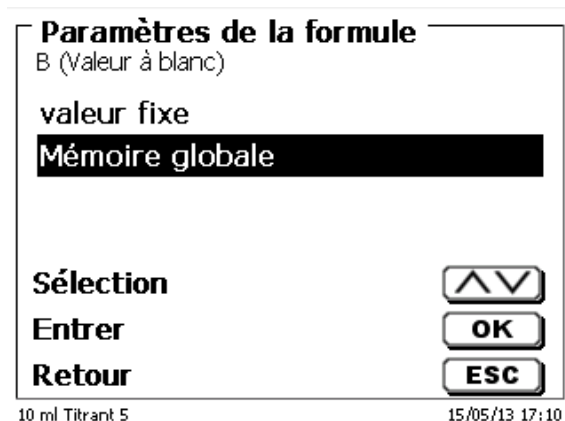 Paramètres de la formule
B (Valeur à blanc)
valeur fixe
Mémoire globale
Sélection
Entrer OK
Retour ESC
10 ml Titrant 5 15/05/13 17:10